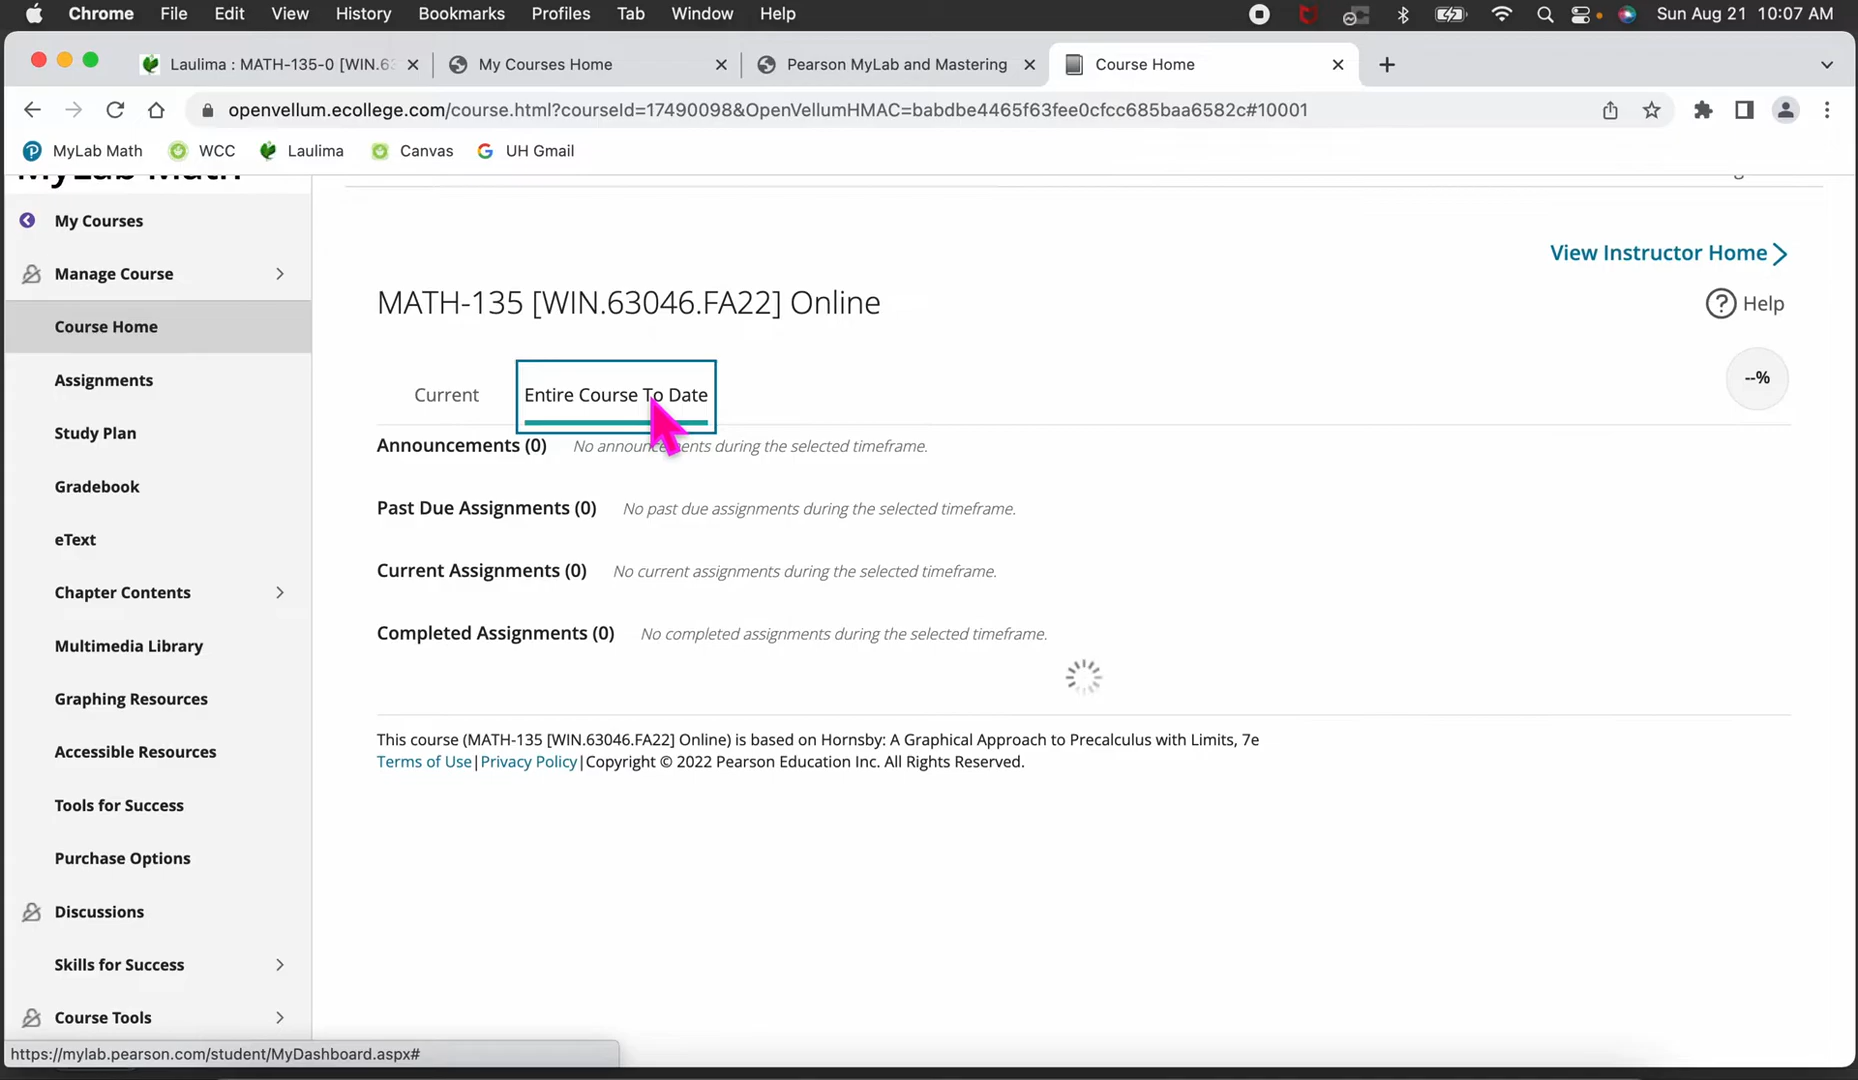 Chrome File Edit View History Bookmarks Profiles Tab Window Help Sun Aug 21 10:07 AM
Laulima : MATH-135-0 [WIN.63 My Courses Home Pearson MyLab and Mastering Course Home
openvellum.ecollege.com/course.html?courseId=17490098&OpenVellumHMAC=babdbe4465f63fee0cfcc685baa6582c#10001
MyLab Math WCC Laulima Canvas UH Gmail
MyLab Math
My Courses
Manage Course
Course Home
Assignments
Study Plan
Gradebook
eText
Chapter Contents
Multimedia Library
Graphing Resources
Accessible Resources
Tools for Success
Purchase Options
Discussions
Skills for Success
Course Tools
View Instructor Home
MATH-135 [WIN.63046.FA22] Online
Help
Current Entire Course To Date
--%
Announcements (0) No announcements during the selected timeframe.
Past Due Assignments (0) No past due assignments during the selected timeframe.
Current Assignments (0) No current assignments during the selected timeframe.
Completed Assignments (0) No completed assignments during the selected timeframe.
This course (MATH-135 [WIN.63046.FA22] Online) is based on Hornsby: A Graphical Approach to Precalculus with Limits, 7e
Terms of Use|Privacy Policy|Copyright © 2022 Pearson Education Inc. All Rights Reserved.
https://mylab.pearson.com/student/MyDashboard.aspx#